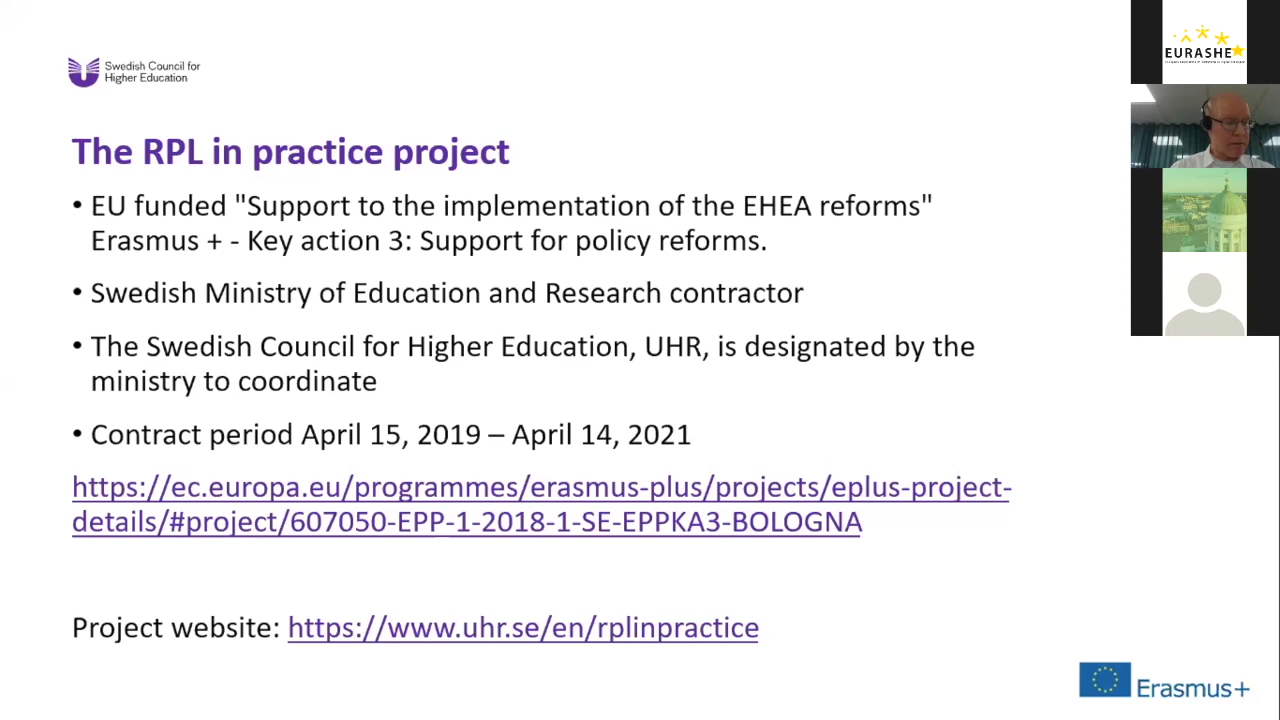 Swedish Council for
Higher Education
EURASHE
The RPL in practice project
• EU funded "Support to the implementation of the EHEA reforms"
Erasmus + - Key action 3: Support for policy reforms.
• Swedish Ministry of Education and Research contractor
• The Swedish Council for Higher Education, UHR, is designated by the
ministry to coordinate
• Contract period April 15, 2019 – April 14, 2021
https://ec.europa.eu/programmes/erasmus-plus/projects/eplus-project-
details/#project/607050-EPP-1-2018-1-SE-EPPKA3-BOLOGNA
Project website: https://www.uhr.se/en/rplinpractice
Erasmus+